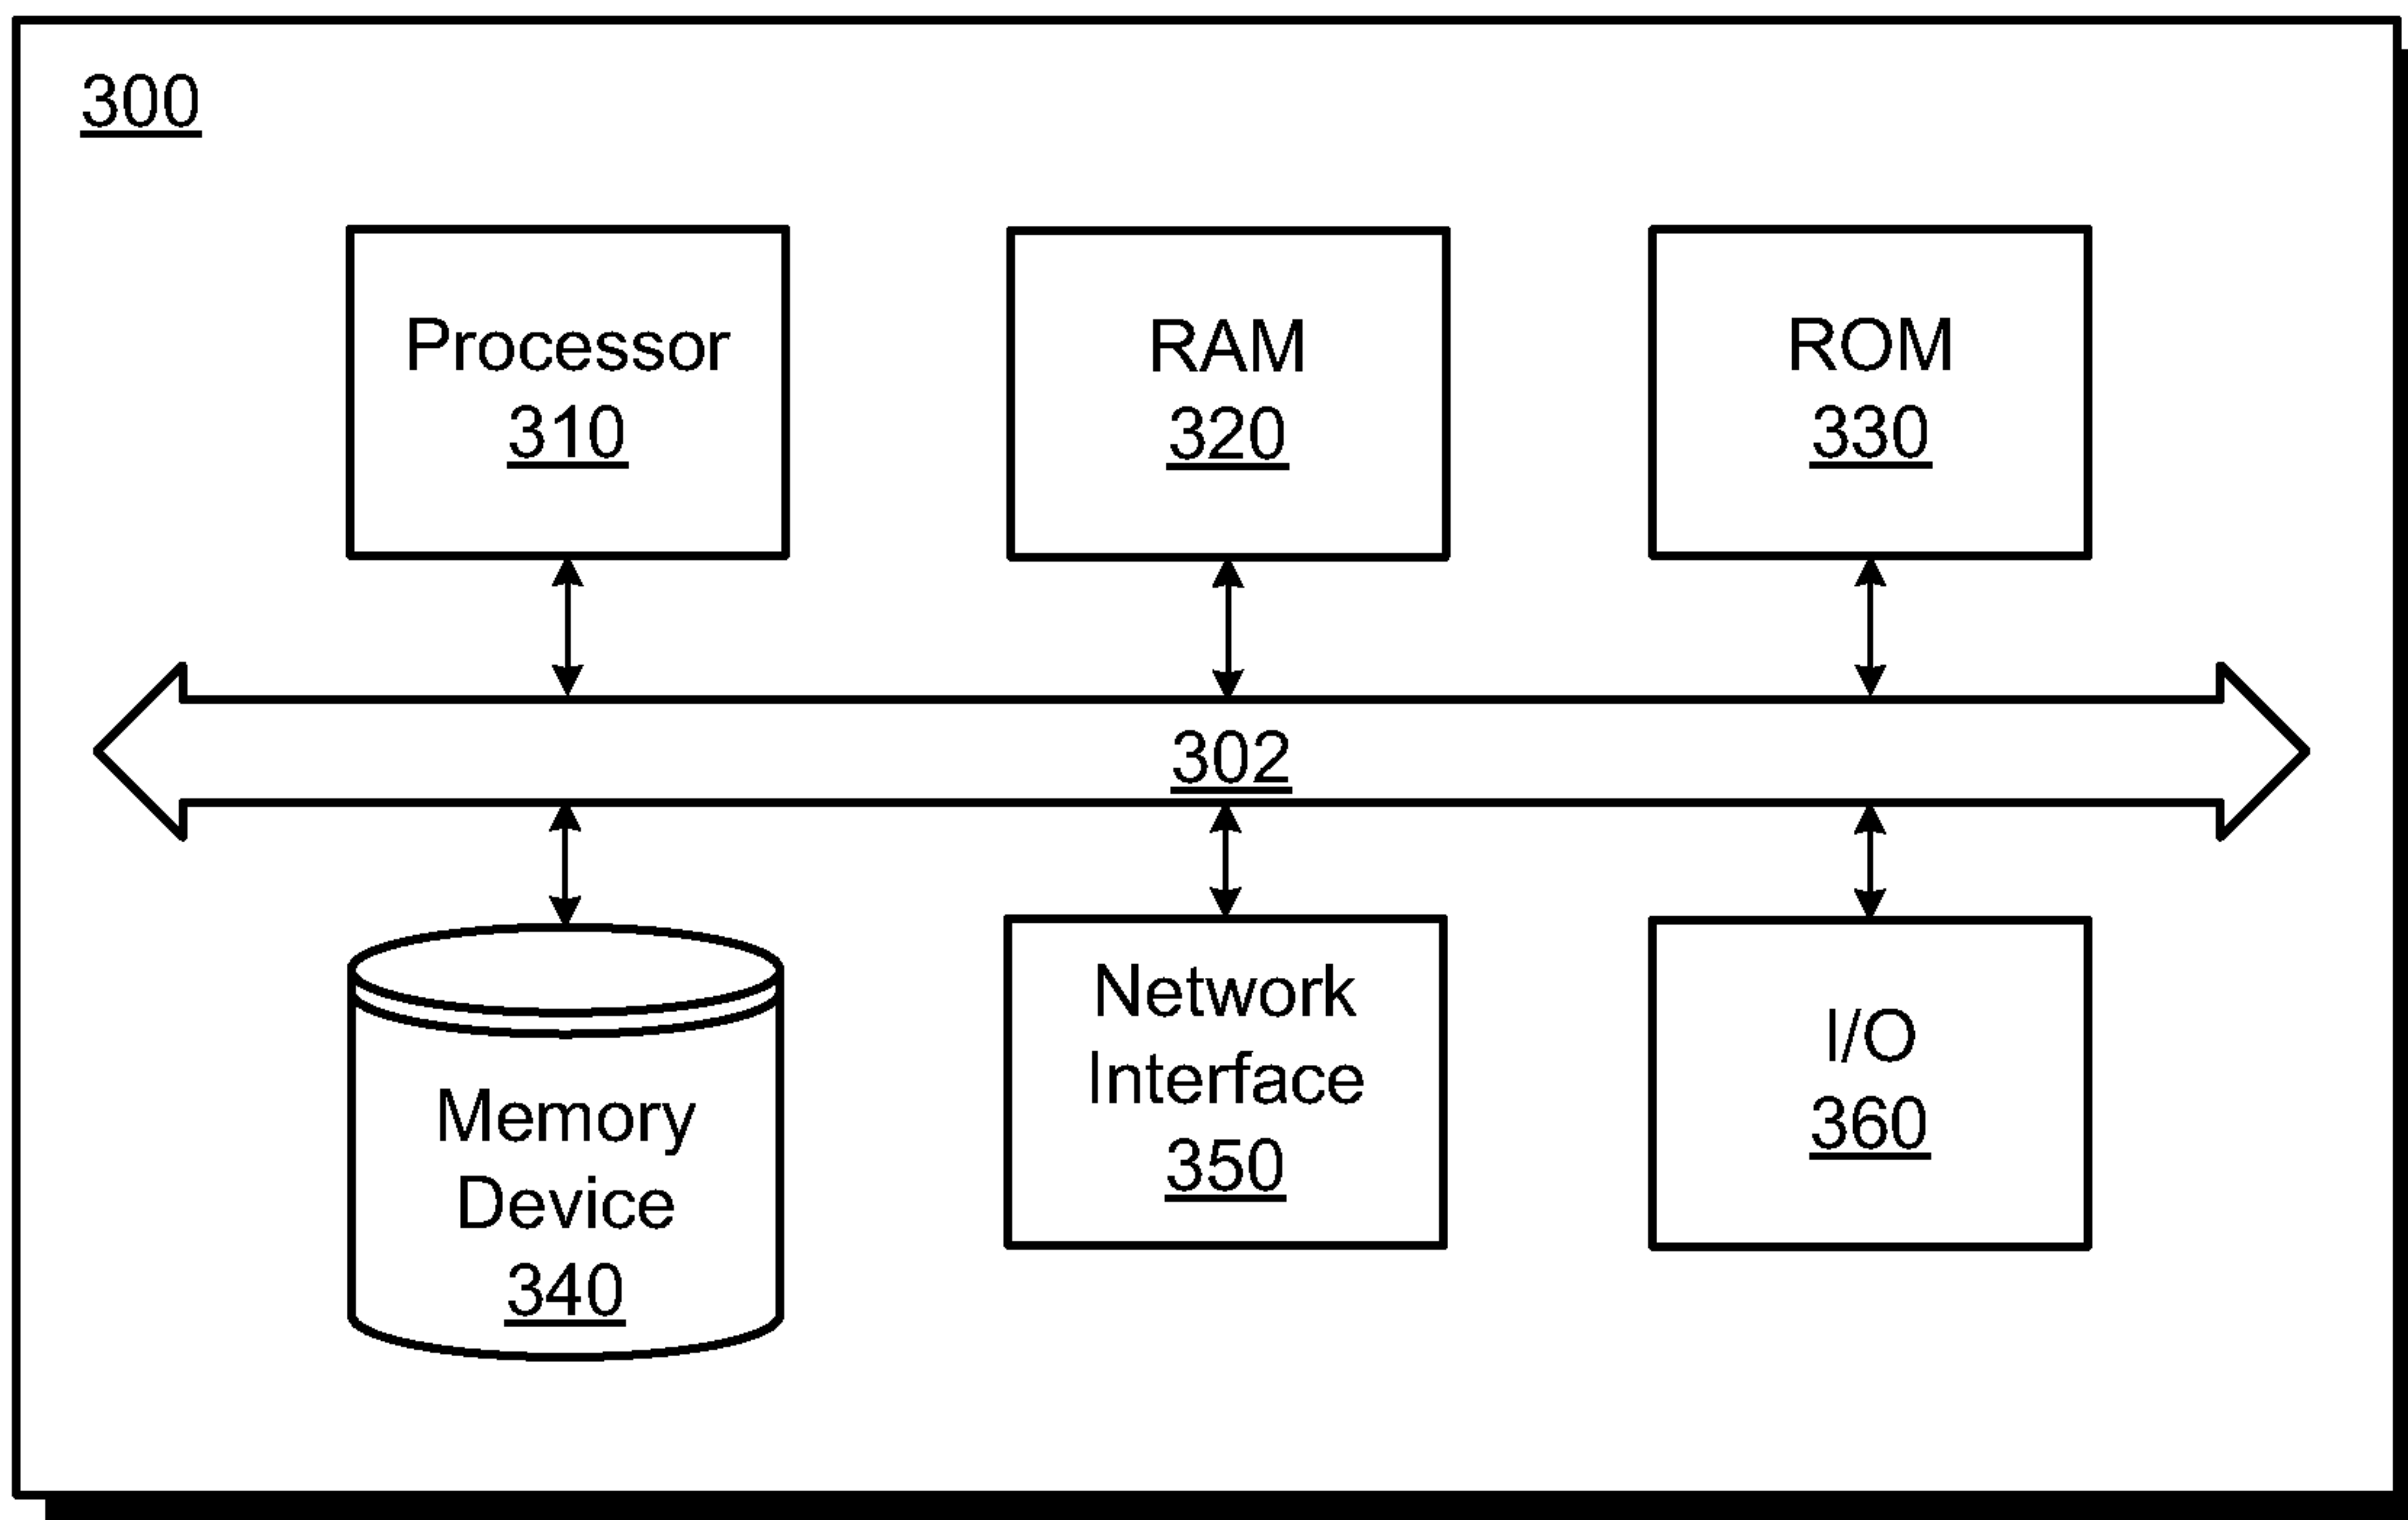 300
Processor
310
RAM
320
ROM
330
302
Memory
Device
340
Network
Interface
350
I/O
360